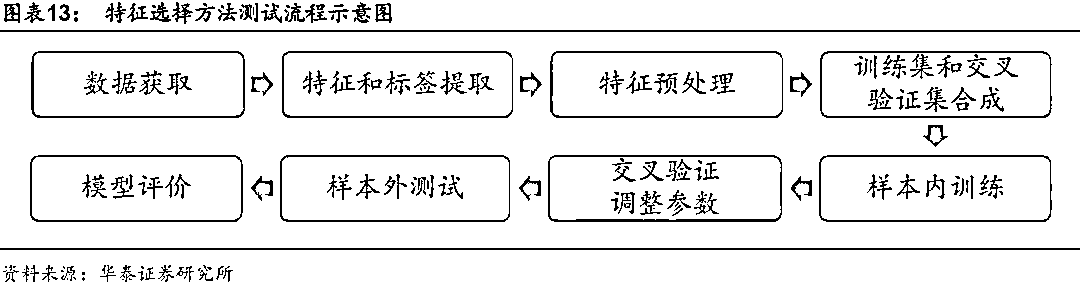 图表13： 特征选择方法测试流程示意图
数据获取
特征和标签提取
特征预处理
训练集和交叉
验证集合成
样本内训练
交叉验证
调整参数
样本外测试
模型评价
资料来源：华泰证券研究所